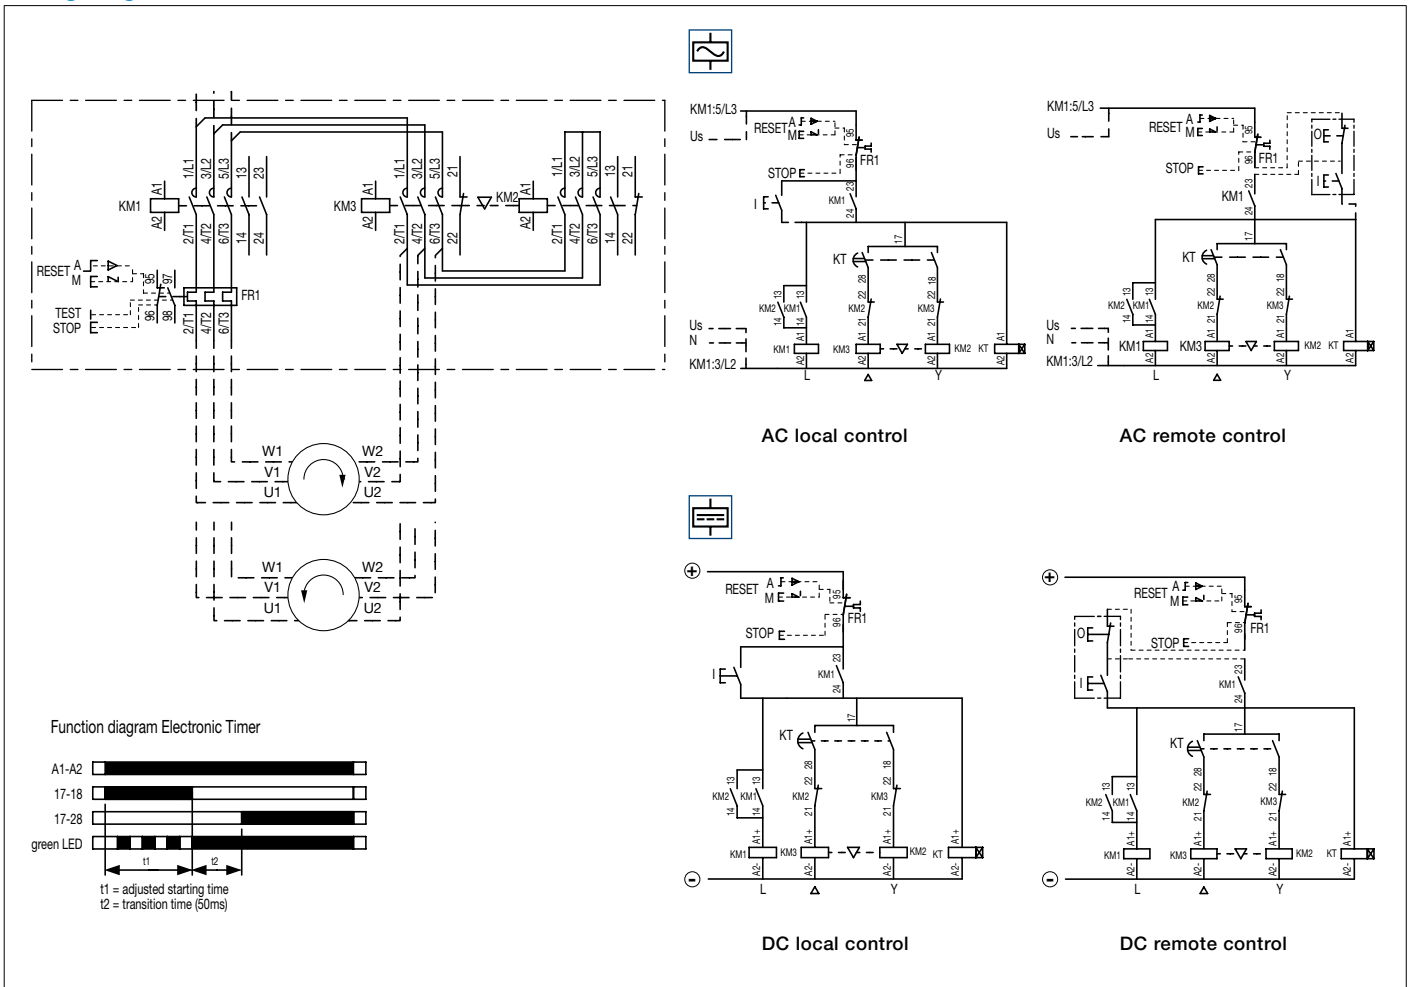 1/L1 3/L2 5/L3 13 23
KM1 A1 A2
2/T1 4/T2 6/T3 14 24
1/L1 3/L2 5/L3 21
KM3 A1 A2
2/T1 4/T2 6/T3 22
1/L1 3/L2 5/L3 13 21
KM2 A1 A2
2/T1 4/T2 6/T3 14 22
RESET A
M
95 97
TEST
STOP
96 98
FR1
2/T1 4/T2 6/T3
W1 W2
V1 V2
U1 U2
W1 W2
V1 V2
U1 U2
Function diagram Electronic Timer
A1-A2
17-18
17-28
green LED
t1 t2
t1 = adjusted starting time
t2 = transition time (50ms)
KM1:5/L3
Us
RESET A
M
95
96
FR1
STOP
I
KM1 23 24
17
KT
28 18
KM2 13 14
KM1 13 14
KM2 22 21
KM3 22 21
Us
N
KM1:3/L2
KM1 A1 A2
KM3 A1 A2
KM2 A1 A2
KT A1 A2
L Y
AC local control
KM1:5/L3
Us
RESET A
M
95
96
FR1
STOP
O
I
KM1 23 24
17
KT
28 18
KM2 13 14
KM1 13 14
KM2 22 21
KM3 22 21
Us
N
KM1:3/L2
KM1 A1 A2
KM3 A1 A2
KM2 A1 A2
KT A1 A2
L Y
AC remote control
+
RESET A
M
95
96
FR1
STOP
I
KM1 23 24
17
KT
28 18
KM2 13 14
KM1 13 14
KM2 22 21
KM3 22 21
KM1 A1+ A2-
KM3 A1+ A2-
KM2 A1+ A2-
KT A1+ A2-
-
L Y
DC local control
+
RESET A
M
95
96
FR1
STOP
O
I
KM1 23 24
17
KT
28 18
KM2 13 14
KM1 13 14
KM2 22 21
KM3 22 21
KM1 A1+ A2-
KM3 A1+ A2-
KM2 A1+ A2-
KT A1+ A2-
-
L Y
DC remote control